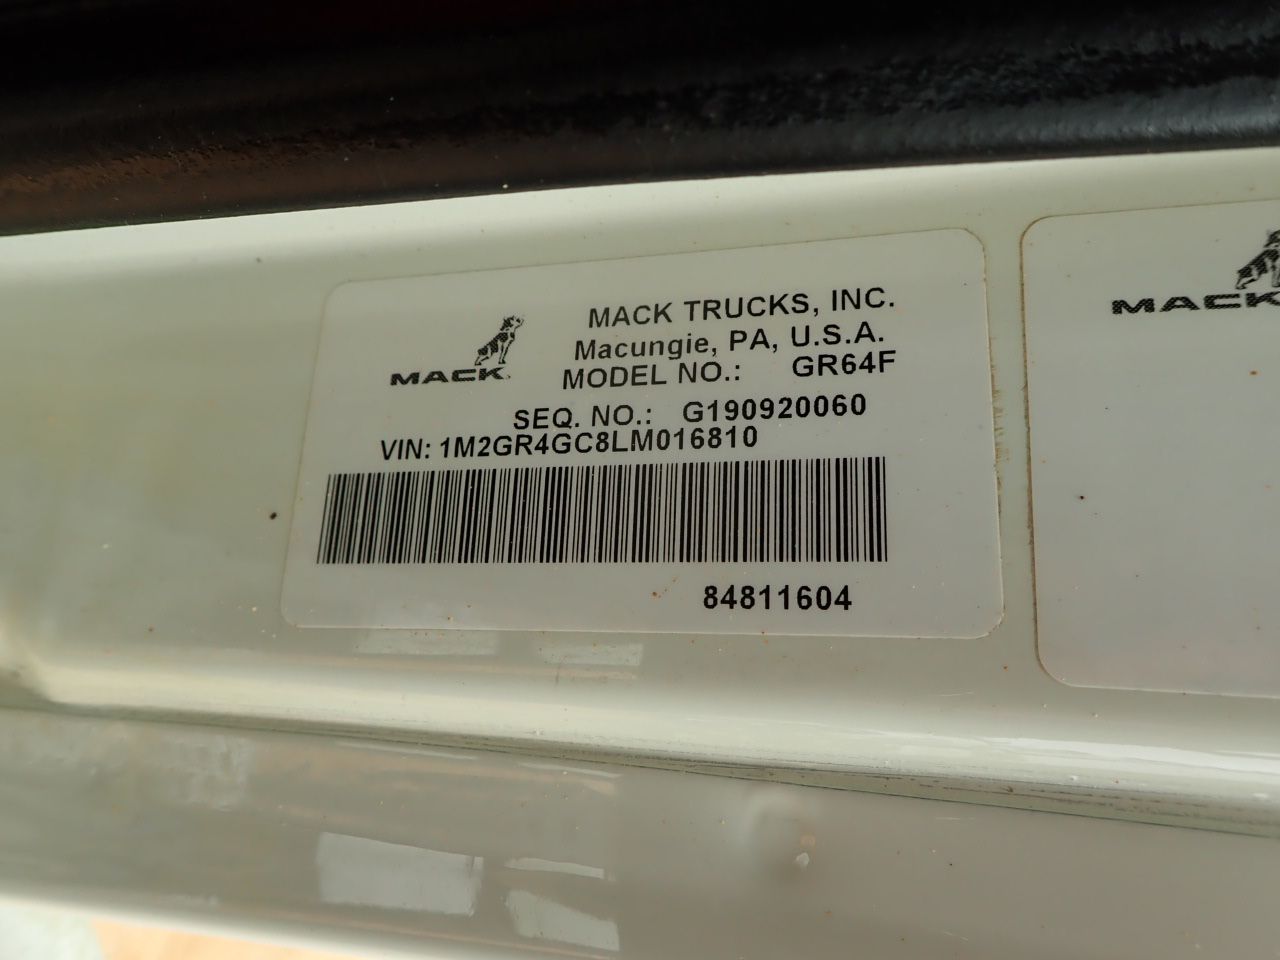 MACK
MACK TRUCKS, INC.
Macungie, PA, U.S.A.
MODEL NO.: GR64F
SEQ. NO.: G190920060
VIN: 1M2GR4GC8LM016810
84811604
MACK